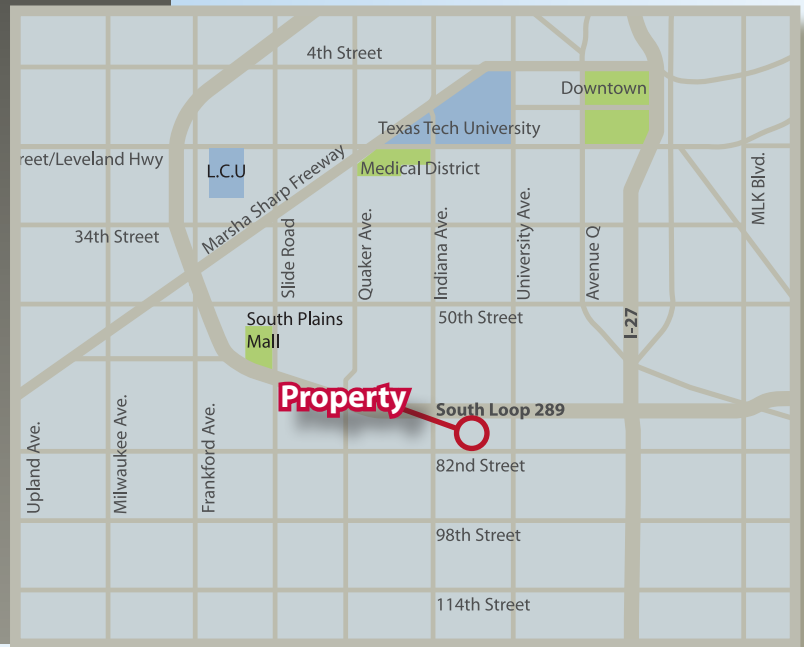 4th Street
Downtown
Texas Tech University
reet/Leveland Hwy
L.C.U
Medical District
Marsha Sharp Freeway
MLK Blvd.
34th Street
Slide Road
Quaker Ave.
Indiana Ave.
University Ave.
Avenue Q
I-27
South Plains
Mall
50th Street
Property
South Loop 289
Upland Ave.
Milwaukee Ave.
Frankford Ave.
82nd Street
98th Street
114th Street